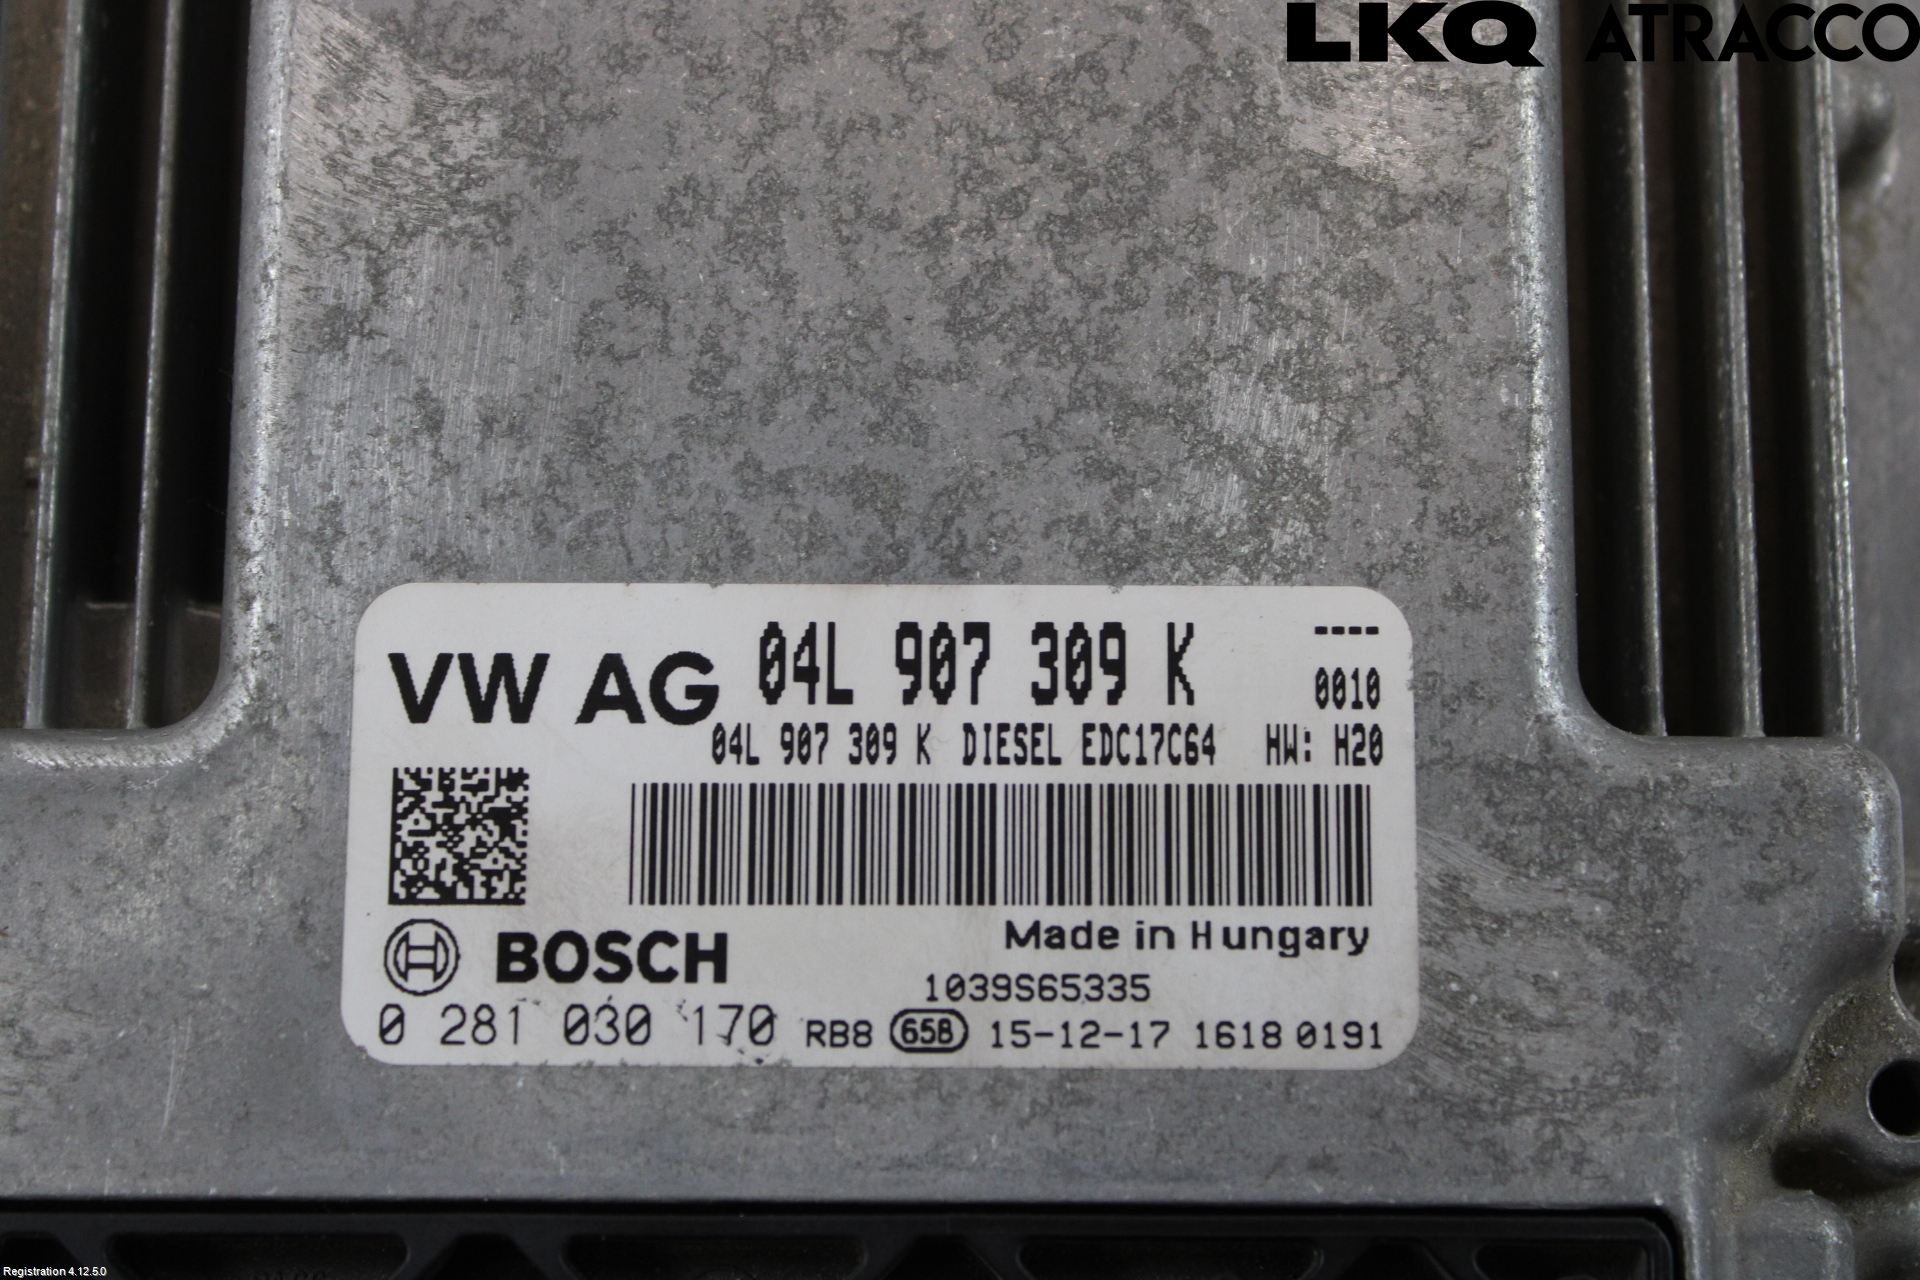 LKQ ATRACCO
VW AG 04L 907 309 K ----
0010
04L 907 309 K DIESEL EDC17C64 HW: H20
BOSCH Made in Hungary
1039S65335
0 281 030 170 RB8 65B 15-12-17 1618 0191
Registration 4.12.5.0